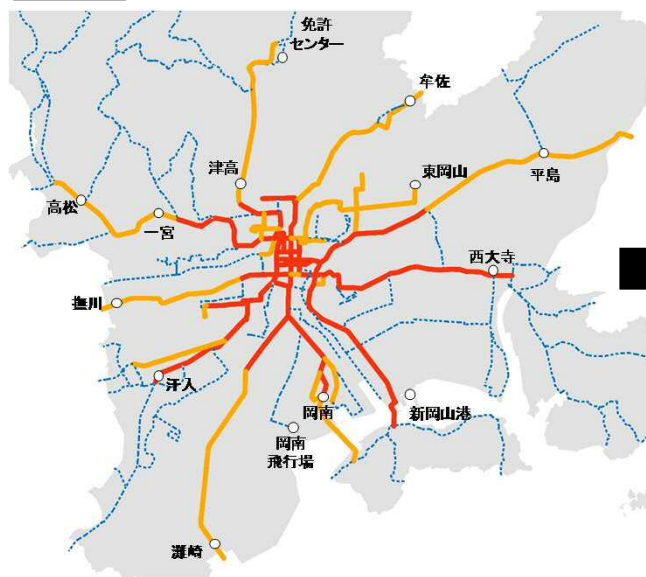 免許
センター
牟佐
津高
東岡山
平島
高松
一宮
西大寺
撫川
汗入
岡南
新岡山港
岡南
飛行場
灘崎